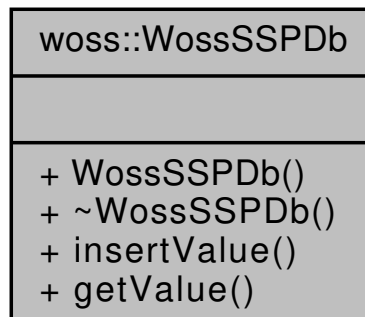 woss::WossSSPDb
+ WossSSPDb()
+ ~WossSSPDb()
+ insertValue()
+ getValue()